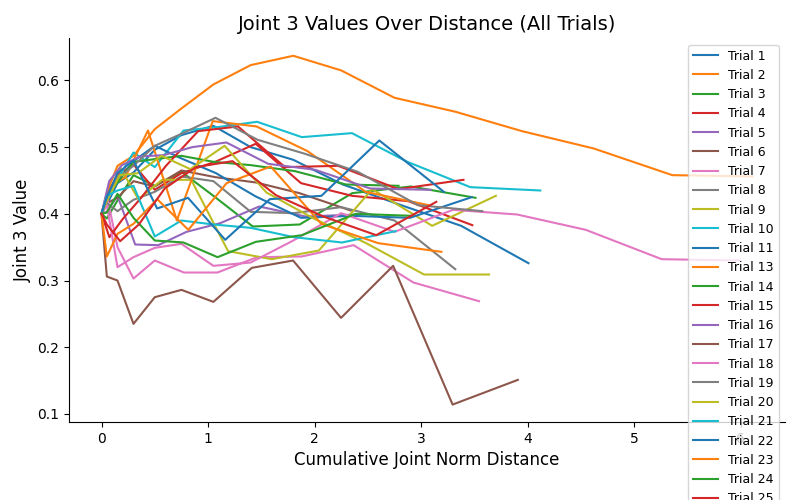 Joint 3 Values Over Distance (All Trials)
0.6
0.5
0.4
0.3
0.2
0.1
Joint 3 Value
0
1
2
3
4
5
Cumulative Joint Norm Distance
Trial 1
Trial 2
Trial 3
Trial 4
Trial 5
Trial 6
Trial 7
Trial 8
Trial 9
Trial 10
Trial 11
Trial 13
Trial 14
Trial 15
Trial 16
Trial 17
Trial 18
Trial 19
Trial 20
Trial 21
Trial 22
Trial 23
Trial 24
Trial 25